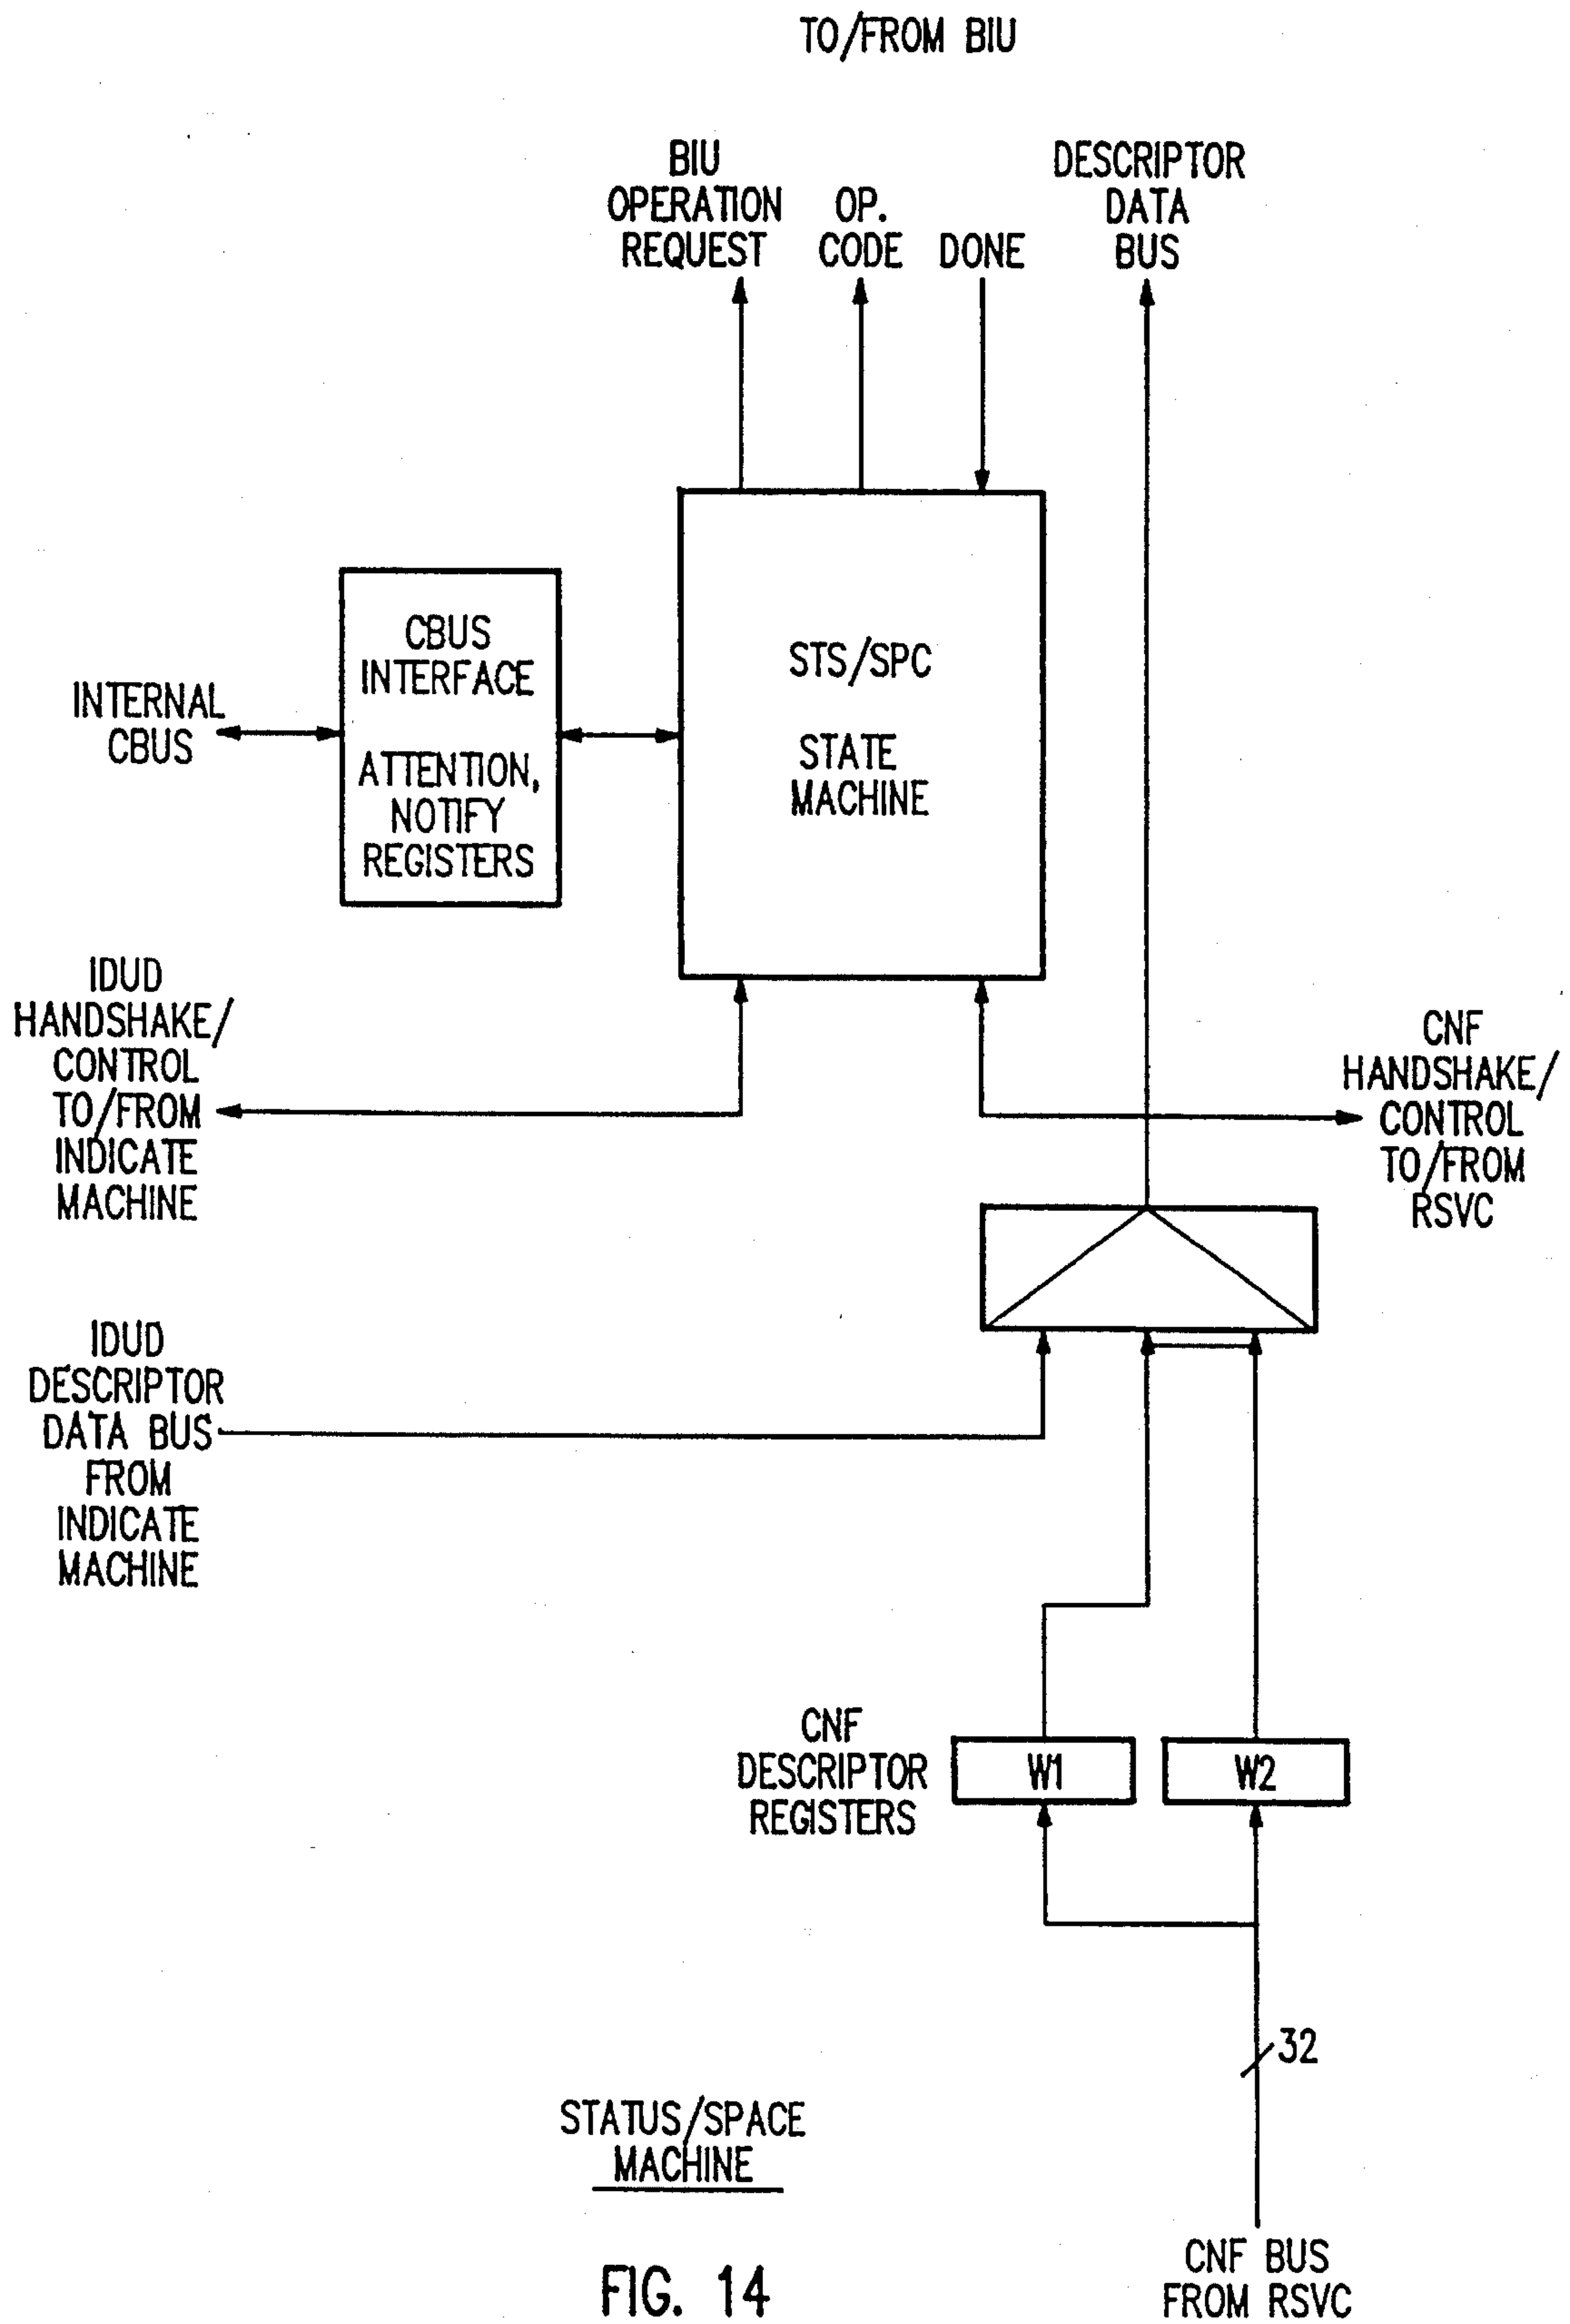 TO/FROM BIU
BIU
OPERATION
REQUEST
OP.
CODE
DONE
DESCRIPTOR
DATA
BUS
CBUS
INTERFACE
ATTENTION,
NOTIFY
REGISTERS
STS/SPC
STATE
MACHINE
INTERNAL
CBUS
IDUD
HANDSHAKE/
CONTROL
TO/FROM
INDICATE
MACHINE
CNF
HANDSHAKE/
CONTROL
TO/FROM
RSVC
IDUD
DESCRIPTOR
DATA BUS
FROM
INDICATE
MACHINE
CNF
DESCRIPTOR
REGISTERS
W1
W2
32
STATUS/SPACE
MACHINE
CNF BUS
FROM RSVC
FIG. 14